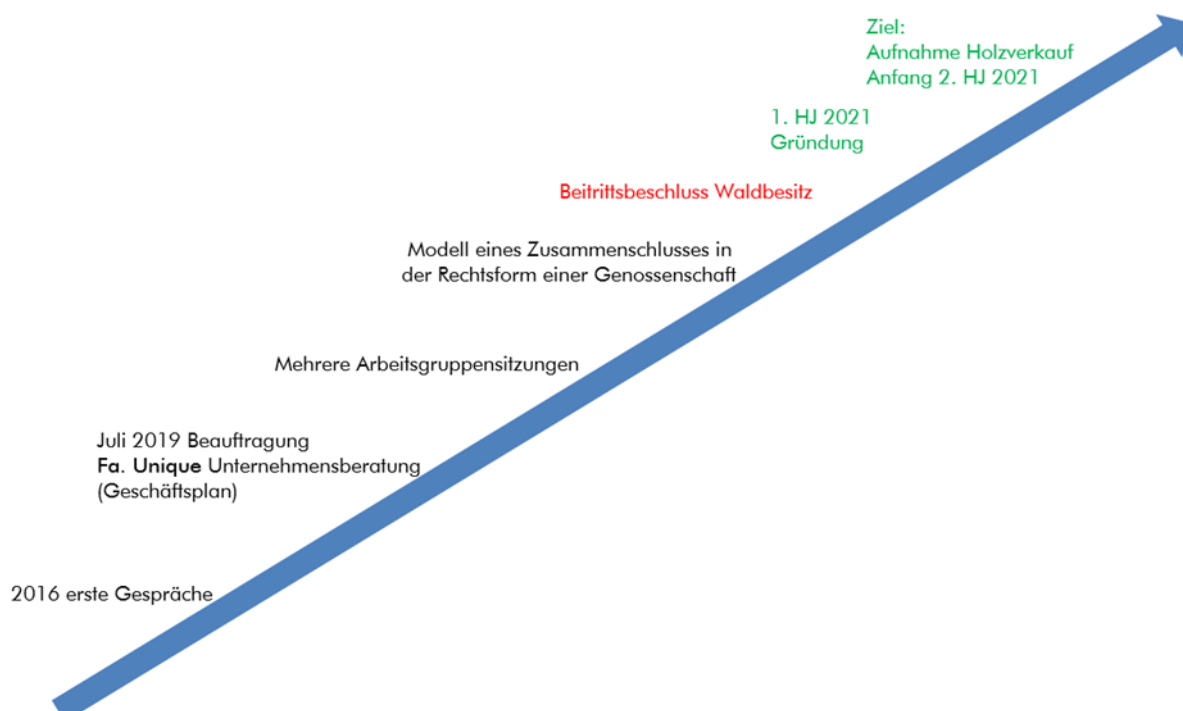 Ziel:
Aufnahme Holzverkauf
Anfang 2. HJ 2021
1. HJ 2021
Gründung
Beitrittsbeschluss Waldbesitz
Modell eines Zusammenschlusses in
der Rechtsform einer Genossenschaft
Mehrere Arbeitsgruppensitzungen
Juli 2019 Beauftragung
Fa. Unique Unternehmensberatung
(Geschäftsplan)
2016 erste Gespräche